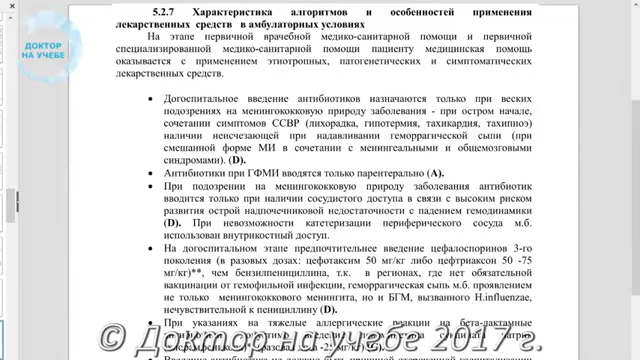 5.2.7 Характеристика алгоритмов и особенностей применения
лекарственных средств в амбулаторных условиях
ДОКТОР
НА УЧЕБЕ
На этапе первичной врачебной медико-санитарной помощи и первичной
специализированной медико-санитарной помощи пациенту медицинская помощь
оказывается с применением этиотропных, патогенетических и симптоматических
лекарственных средств.
• Догоспитальное введение антибиотиков назначаются только при веских
подозрениях на менингококковую природу заболевания - при остром начале,
сочетании симптомов ССВР (лихорадка, гипотермия, тахикардия, тахипноэ)
наличии неисчезающей при надавливании геморрагической сыпи (при
смешанной форме МИ в сочетании с менингеальными и общемозговыми
синдромами). (D).
• Антибиотики при ГФМИ вводятся только парентерально (А).
• При подозрении на менингококковую природу заболевания антибиотик
вводится только при наличии сосудистого доступа в связи с высоким риском
развития острой надпочечниковой недостаточности с падением гемодинамики
(D). При невозможности катетеризации периферического сосуда м.б.
использован внутрикостный доступ.
• На догоспитальном этапе предпочтительнее введение цефалоспоринов 3-го
поколения (в разовых дозах: цефотаксим 50 мг/кг либо цефтриаксон 50 -75
мг/кг)**, чем бензилпенициллина, т.к. в регионах, где нет обязательной
вакцинации от гемофильной инфекции, геморрагическая сыпь м.б. проявлением
не только менингококкового менингита, но и БГМ, вызванного H.influenzae,
нечувствительной к пенициллину (D).
• При указаниях на тяжелые аллергические реакции на бета-лактамные
© Доктор на учебе 2017 г.